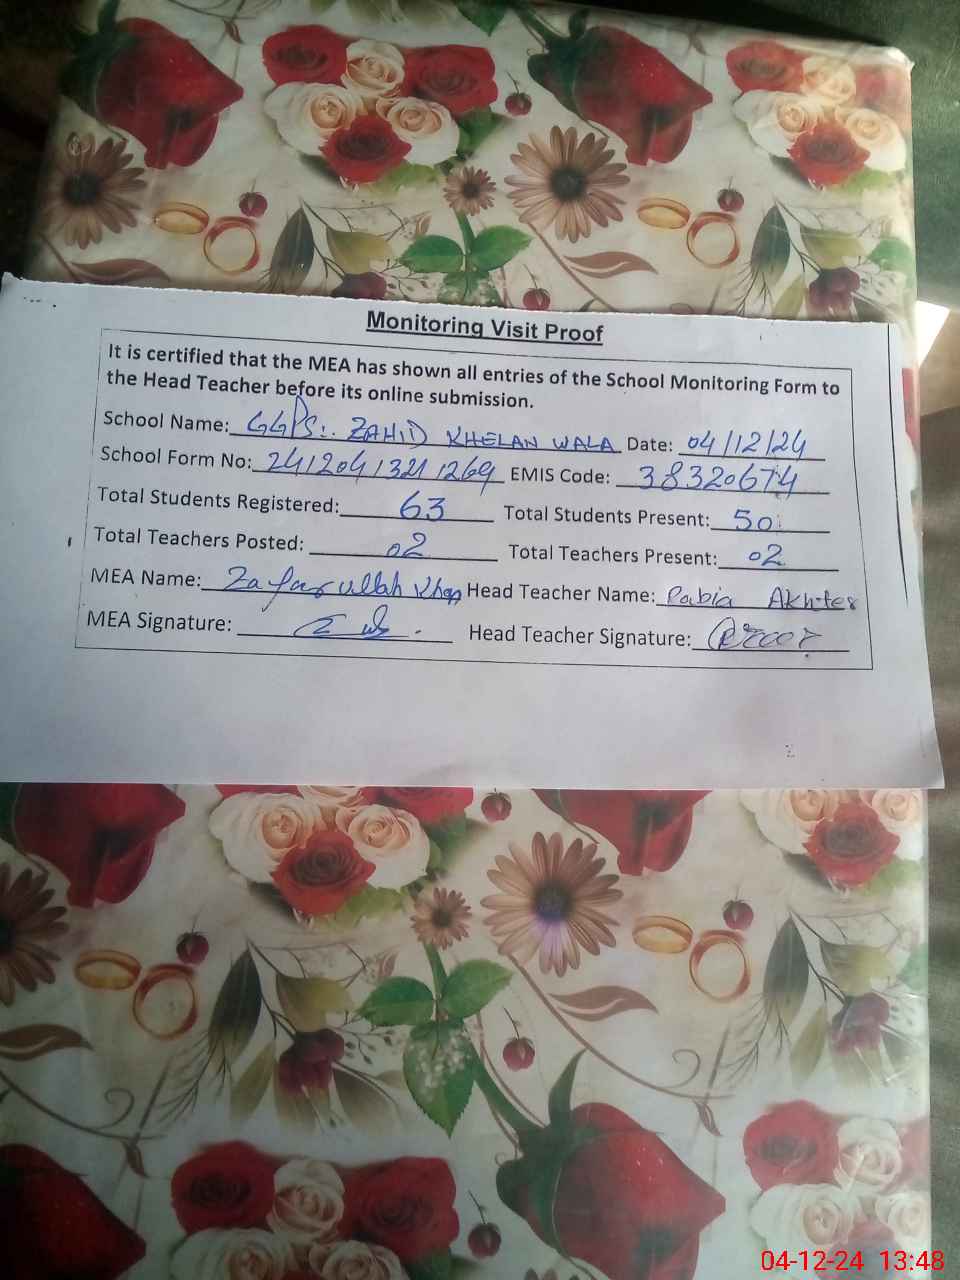 Monitoring Visit Proof
It is certified that the MEA has shown all entries of the School Monitoring Form to
the Head Teacher before its online submission.
School Name: GGPS:. ZAHID KHELAN WALA Date: 04/12/24
School Form No: 241204132112 69 EMIS Code: 38320674
Total Students Registered: 63 Total Students Present: 50
Total Teachers Posted: 02 Total Teachers Present: 02
MEA Name: Zafar ullah Khan Head Teacher Name: Rabia Akhter
MEA Signature: Head Teacher Signature:
04-12-24 13:48